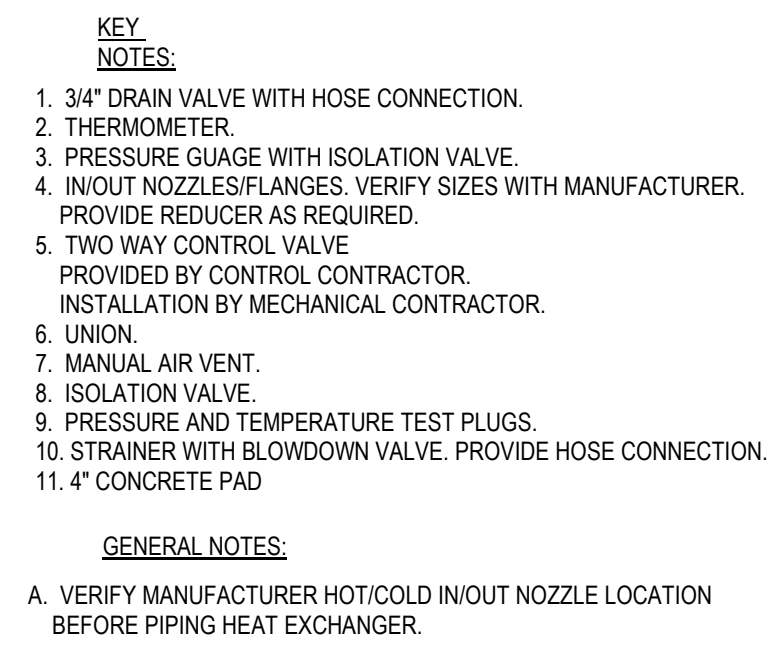 KEY
NOTES:
1. 3/4" DRAIN VALVE WITH HOSE CONNECTION.
2. THERMOMETER.
3. PRESSURE GUAGE WITH ISOLATION VALVE.
4. IN/OUT NOZZLES/FLANGES. VERIFY SIZES WITH MANUFACTURER.
PROVIDE REDUCER AS REQUIRED.
5. TWO WAY CONTROL VALVE
PROVIDED BY CONTROL CONTRACTOR.
INSTALLATION BY MECHANICAL CONTRACTOR.
6. UNION.
7. MANUAL AIR VENT.
8. ISOLATION VALVE.
9. PRESSURE AND TEMPERATURE TEST PLUGS.
10. STRAINER WITH BLOWDOWN VALVE. PROVIDE HOSE CONNECTION.
11. 4" CONCRETE PAD
GENERAL NOTES:
A. VERIFY MANUFACTURER HOT/COLD IN/OUT NOZZLE LOCATION
BEFORE PIPING HEAT EXCHANGER.